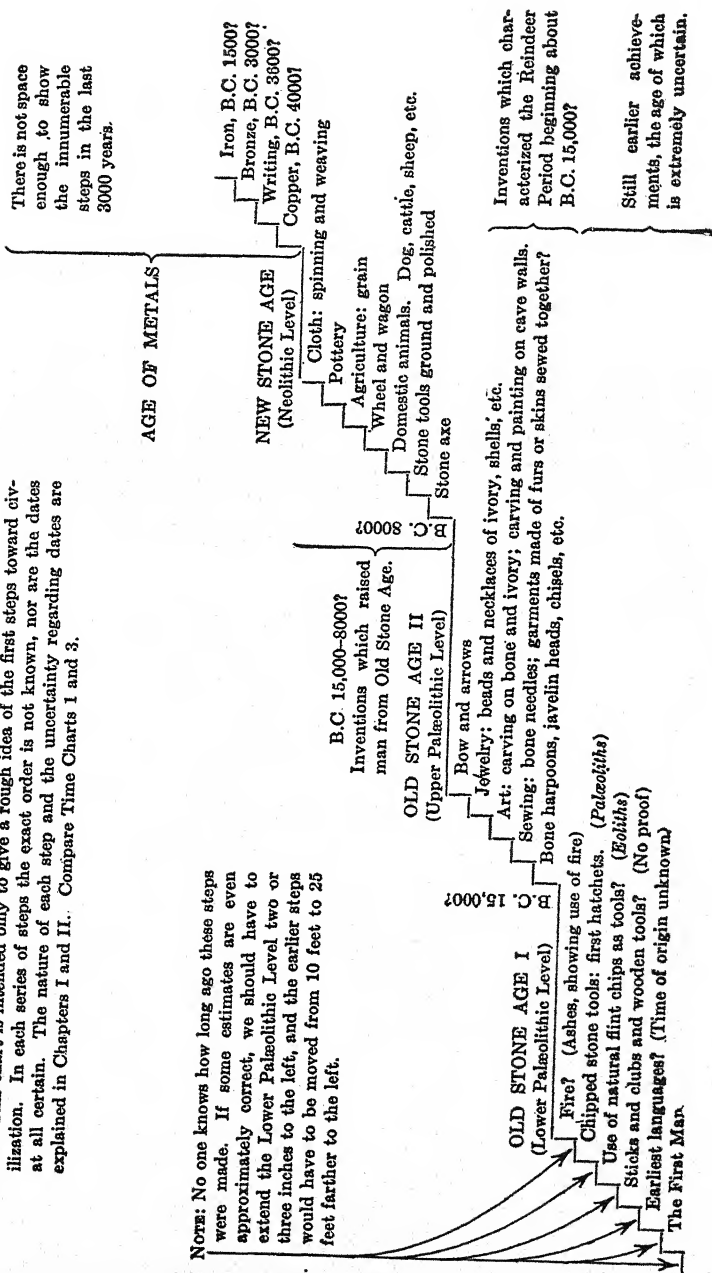 ilization. In each series of steps the exact order is not known, nor are the dates
at all certain. The nature of each step and the uncertainty regarding dates are
explained in Chapters I and II. Compare Time Charts 1 and 3.
NOTE: No one knows how long ago these steps
were made. If some estimates are even
approximately correct, we should have to
extend the Lower Palæolithic Level two or
three inches to the left, and the earlier steps
would have to be moved from 10 feet to 25
feet farther to the left.
There is not space
enough to show
the innumerable
steps in the last
3000 years.
AGE OF METALS
Iron, B.C. 1500?
Bronze, B.C. 3000?
Writing, B.C. 3600?
Copper, B.C. 4000?
NEW STONE AGE
(Neolithic Level)
Cloth: spinning and weaving
Pottery
Agriculture: grain
Wheel and wagon
Domestic animals. Dog, cattle, sheep, etc.
Stone tools ground and polished
Stone axe
B.C. 8000?
B.C. 15,000-8000?
Inventions which raised
man from Old Stone Age.
OLD STONE AGE II
(Upper Palæolithic Level)
Bow and arrows
Jewelry; beads and necklaces of ivory, shells, etc.
Art: carving on bone and ivory; carving and painting on cave walls.
Sewing: bone needles; garments made of furs or skins sewed together?
Bone harpoons, javelin heads, chisels, etc.
Inventions which char-
acterized the Reindeer
Period beginning about
B.C. 15,000?
B.C. 15,000?
OLD STONE AGE I
(Lower Palæolithic Level)
Fire? (Ashes, showing use of fire)
Chipped stone tools: first hatchets. (Palæoliths)
Use of natural flint chips as tools? (Eoliths)
Sticks and clubs and wooden tools? (No proof)
Earliest languages? (Time of origin unknown)
The First Man
Still earlier achieve-
ments, the age of which
is extremely uncertain.